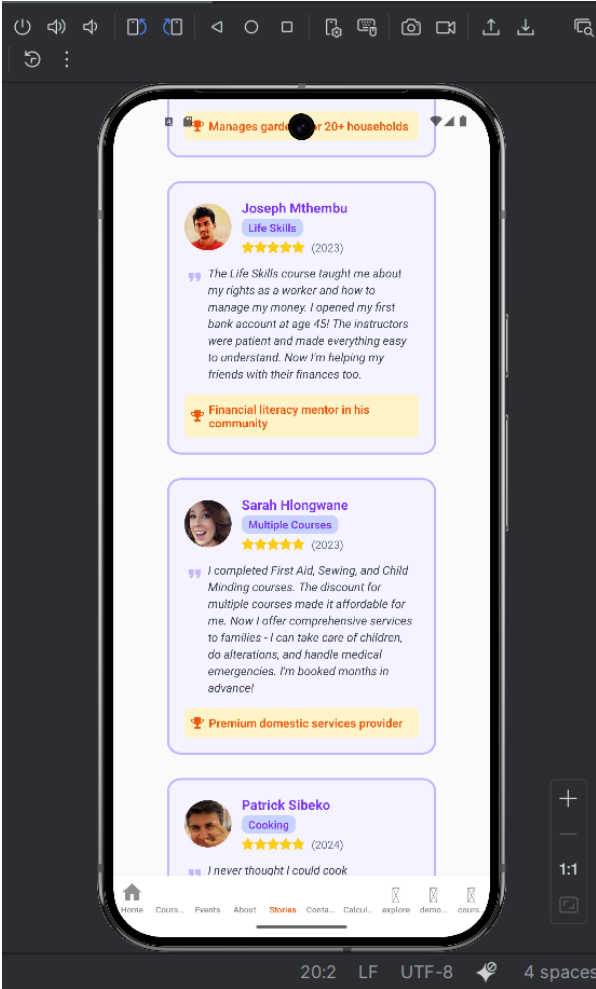 Manages gard r 20+ households
Joseph Mthembu
Life Skills
(2023)
The Life Skills course taught me about
my rights as a worker and how to
manage my money. I opened my first
bank account at age 45! The instructors
were patient and made everything easy
to understand. Now I'm helping my
friends with their finances too.
Financial literacy mentor in his
community
Sarah Hlongwane
Multiple Courses
(2023)
I completed First Aid, Sewing, and Child
Minding courses. The discount for
multiple courses made it affordable for
me. Now I offer comprehensive services
to families - I can take care of children,
do alterations, and handle medical
emergencies. I'm booked months in
advance!
Premium domestic services provider
Patrick Sibeko
Cooking
(2024)
I never thought I could cook
Home Cours... Events About Stories Conta... Calcul... explore demo... cours...
1:1
20:2 LF UTF-8 4 spaces